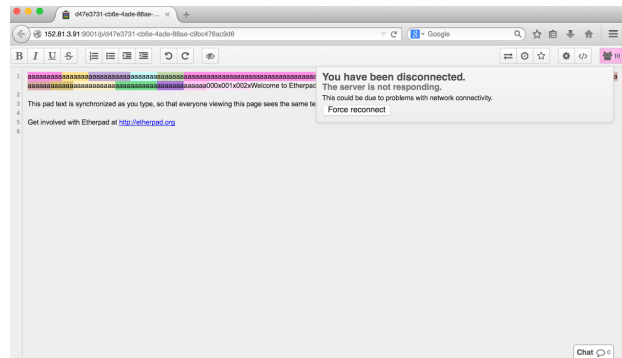 d47e3731-cb6e-4ade-88ae-...
152.81.3.91:9001/p/d47e3731-cb6e-4ade-88ae-c9bc476ac9d6
Google
B I U S
10
You have been disconnected.
The server is not responding.
This could be due to problems with network connectivity.
Force reconnect
1
000x001x002xWelcome to Etherpad
2
3 This pad text is synchronized as you type, so that everyone viewing this page sees the same te
4
5 Get involved with Etherpad at http://etherpad.org
6
Chat 0